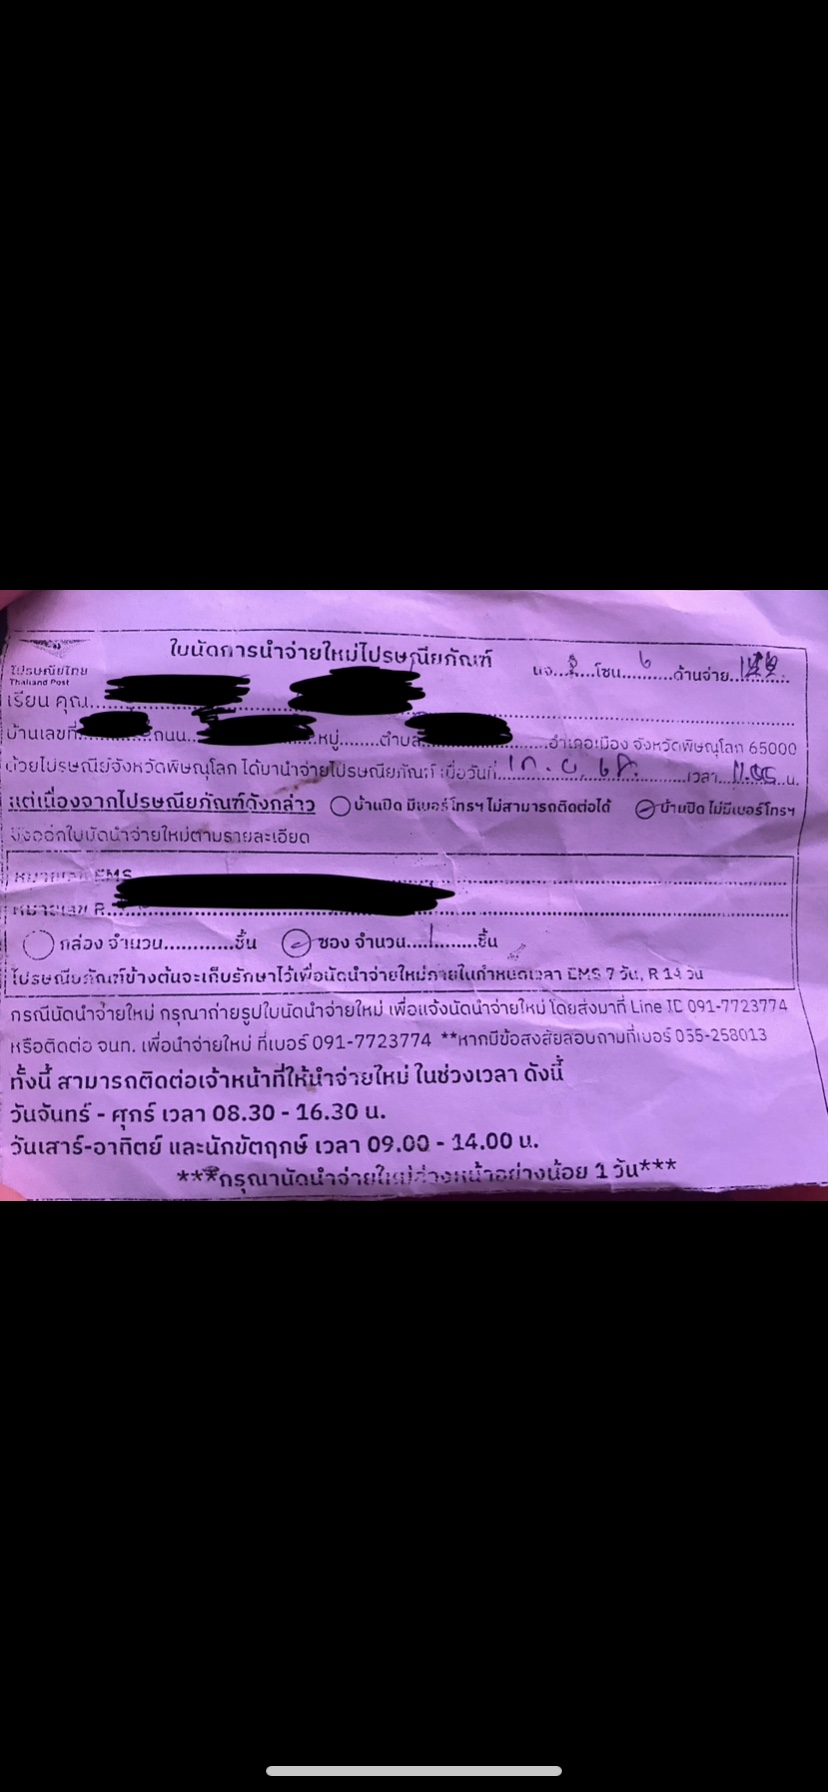 ใบนัดการนำจ่ายใหม่ไปรษณียภัณฑ์
ไปรษณีย์ไทย
Thailand Post
นจ.......โซน...6...ด้านจ่าย
เรียน คุณ
บ้านเลขที่ ถนน หมู่ ตำบล อำเภอเมือง จังหวัดพิษณุโลก 65000
ด้วยไปรษณีย์จังหวัดพิษณุโลก ได้มานำจ่ายไปรษณียภัณฑ์ เมื่อวันที่ เวลา น.
แต่เนื่องจากไปรษณียภัณฑ์ดังกล่าว บ้านปิด มีเบอร์โทรฯ ไม่สามารถติดต่อได้ บ้านปิด ไม่มีเบอร์โทรฯ
จึงออกใบนัดนำจ่ายใหม่ตามรายละเอียด
หมายเลข EMS
หมายเลข R
กล่อง จำนวน.............ชิ้น ซอง จำนวน....1........ชิ้น
ไปรษณียภัณฑ์ข้างต้นจะเก็บรักษาไว้เพื่อนัดนำจ่ายใหม่ภายในกำหนดเวลา EMS 7 วัน, R 14 วัน
กรณีนัดนำจ่ายใหม่ กรุณาถ่ายรูปใบนัดนำจ่ายใหม่ เพื่อแจ้งนัดนำจ่ายใหม่ โดยส่งมาที่ Line ID 091-7723774
หรือติดต่อ จนท. เพื่อนำจ่ายใหม่ ที่เบอร์ 091-7723774 **หากมีข้อสงสัยสอบถามที่เบอร์ 055-258013
ทั้งนี้ สามารถติดต่อเจ้าหน้าที่ให้นำจ่ายใหม่ ในช่วงเวลา ดังนี้
วันจันทร์ - ศุกร์ เวลา 08.30 - 16.30 น.
วันเสาร์-อาทิตย์ และนักขัตฤกษ์ เวลา 09.00 - 14.00 น.
***กรุณานัดนำจ่ายใหม่ล่วงหน้าอย่างน้อย 1 วัน***